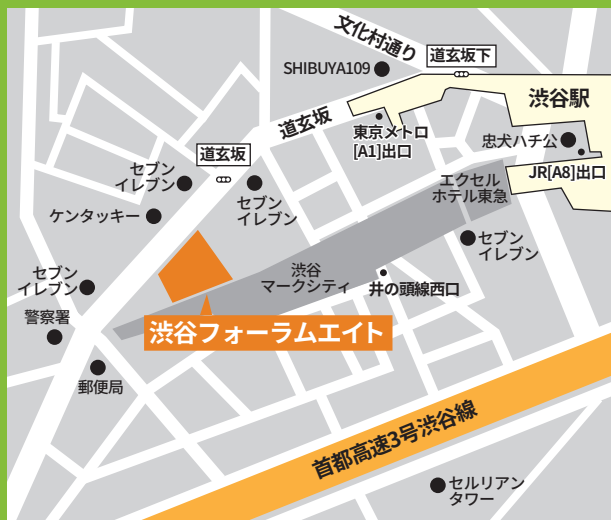 文化村通り
道玄坂下
SHIBUYA109
渋谷駅
道玄坂
東京メトロ
[A1]出口
忠犬ハチ公
道玄坂
JR[A8]出口
セブン
イレブン
エクセル
ホテル東急
セブン
イレブン
ケンタッキー
セブン
イレブン
渋谷
マークシティ
井の頭線西口
セブン
イレブン
警察署
渋谷フォーラムエイト
郵便局
首都高速3号渋谷線
セルリアン
タワー